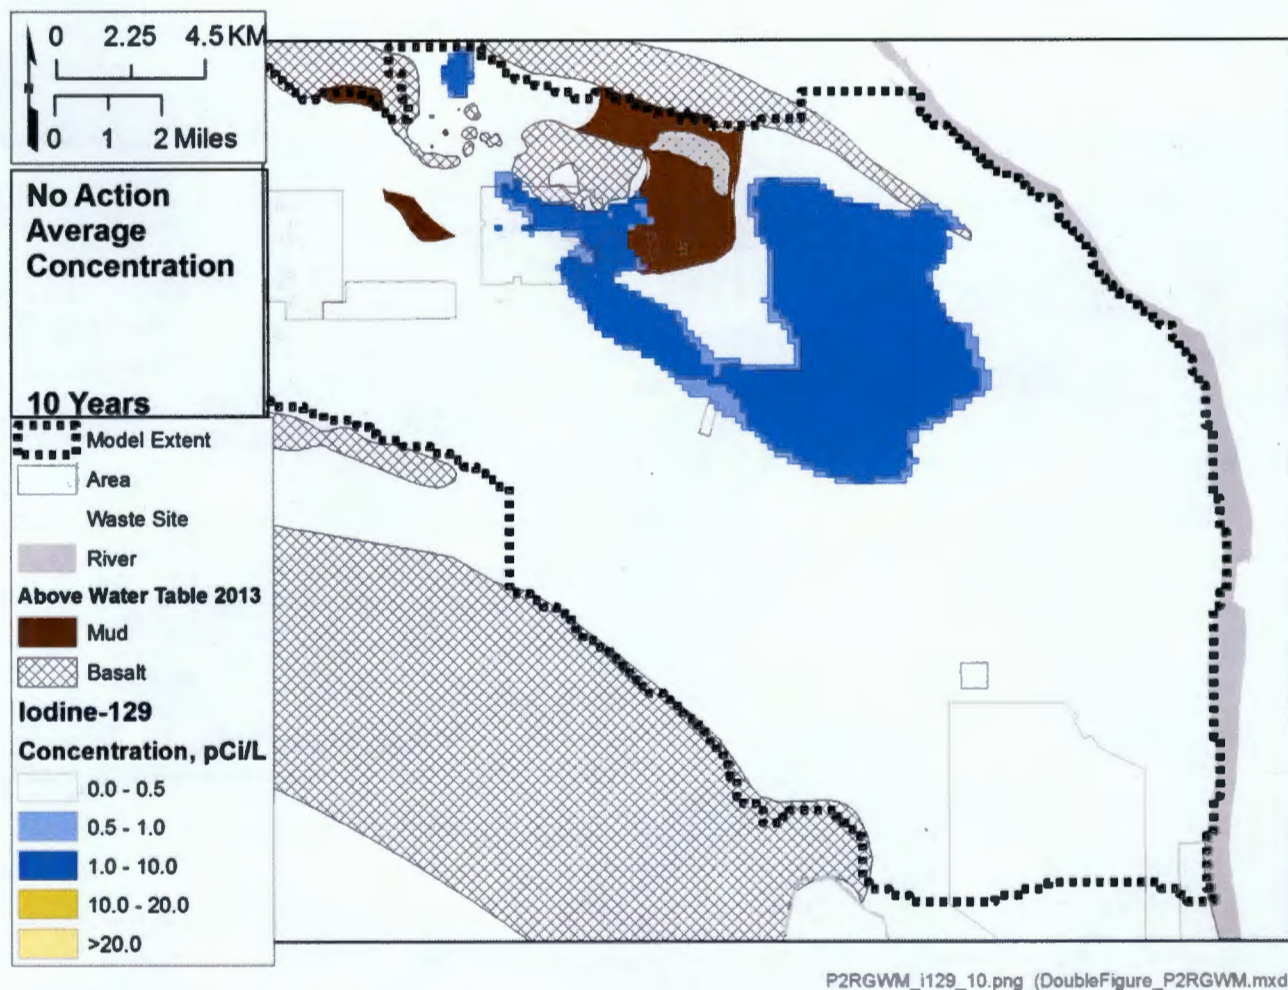 0 2.25 4.5 KM
0 1 2 Miles
No Action
Average
Concentration
10 Years
Model Extent
Area
Waste Site
River
Above Water Table 2013
Mud
Basalt
Iodine-129
Concentration, pCi/L
0.0 - 0.5
0.5 - 1.0
1.0 - 10.0
10.0 - 20.0
>20.0
P2RGWM_i129_10.png (DoubleFigure_P2RGWM.mxd